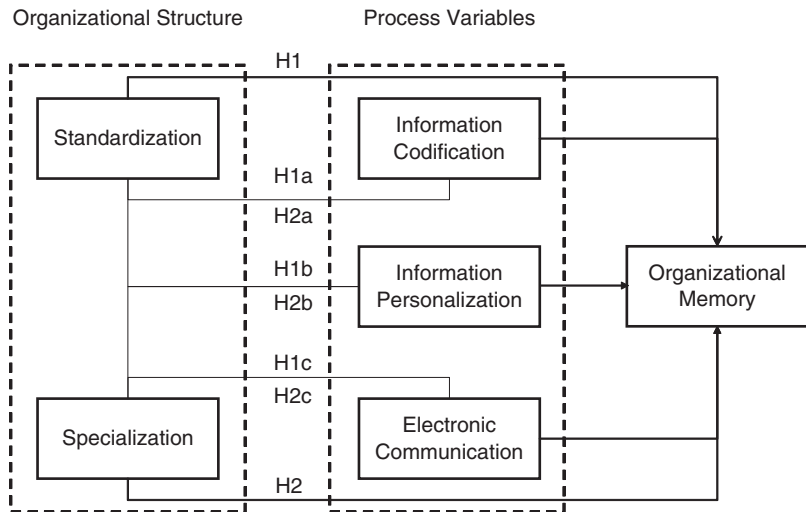 Organizational Structure
Process Variables
H1
Standardization
Information
Codification
H1a
H2a
H1b
H2b
Information
Personalization
Organizational
Memory
H1c
H2c
Specialization
Electronic
Communication
H2